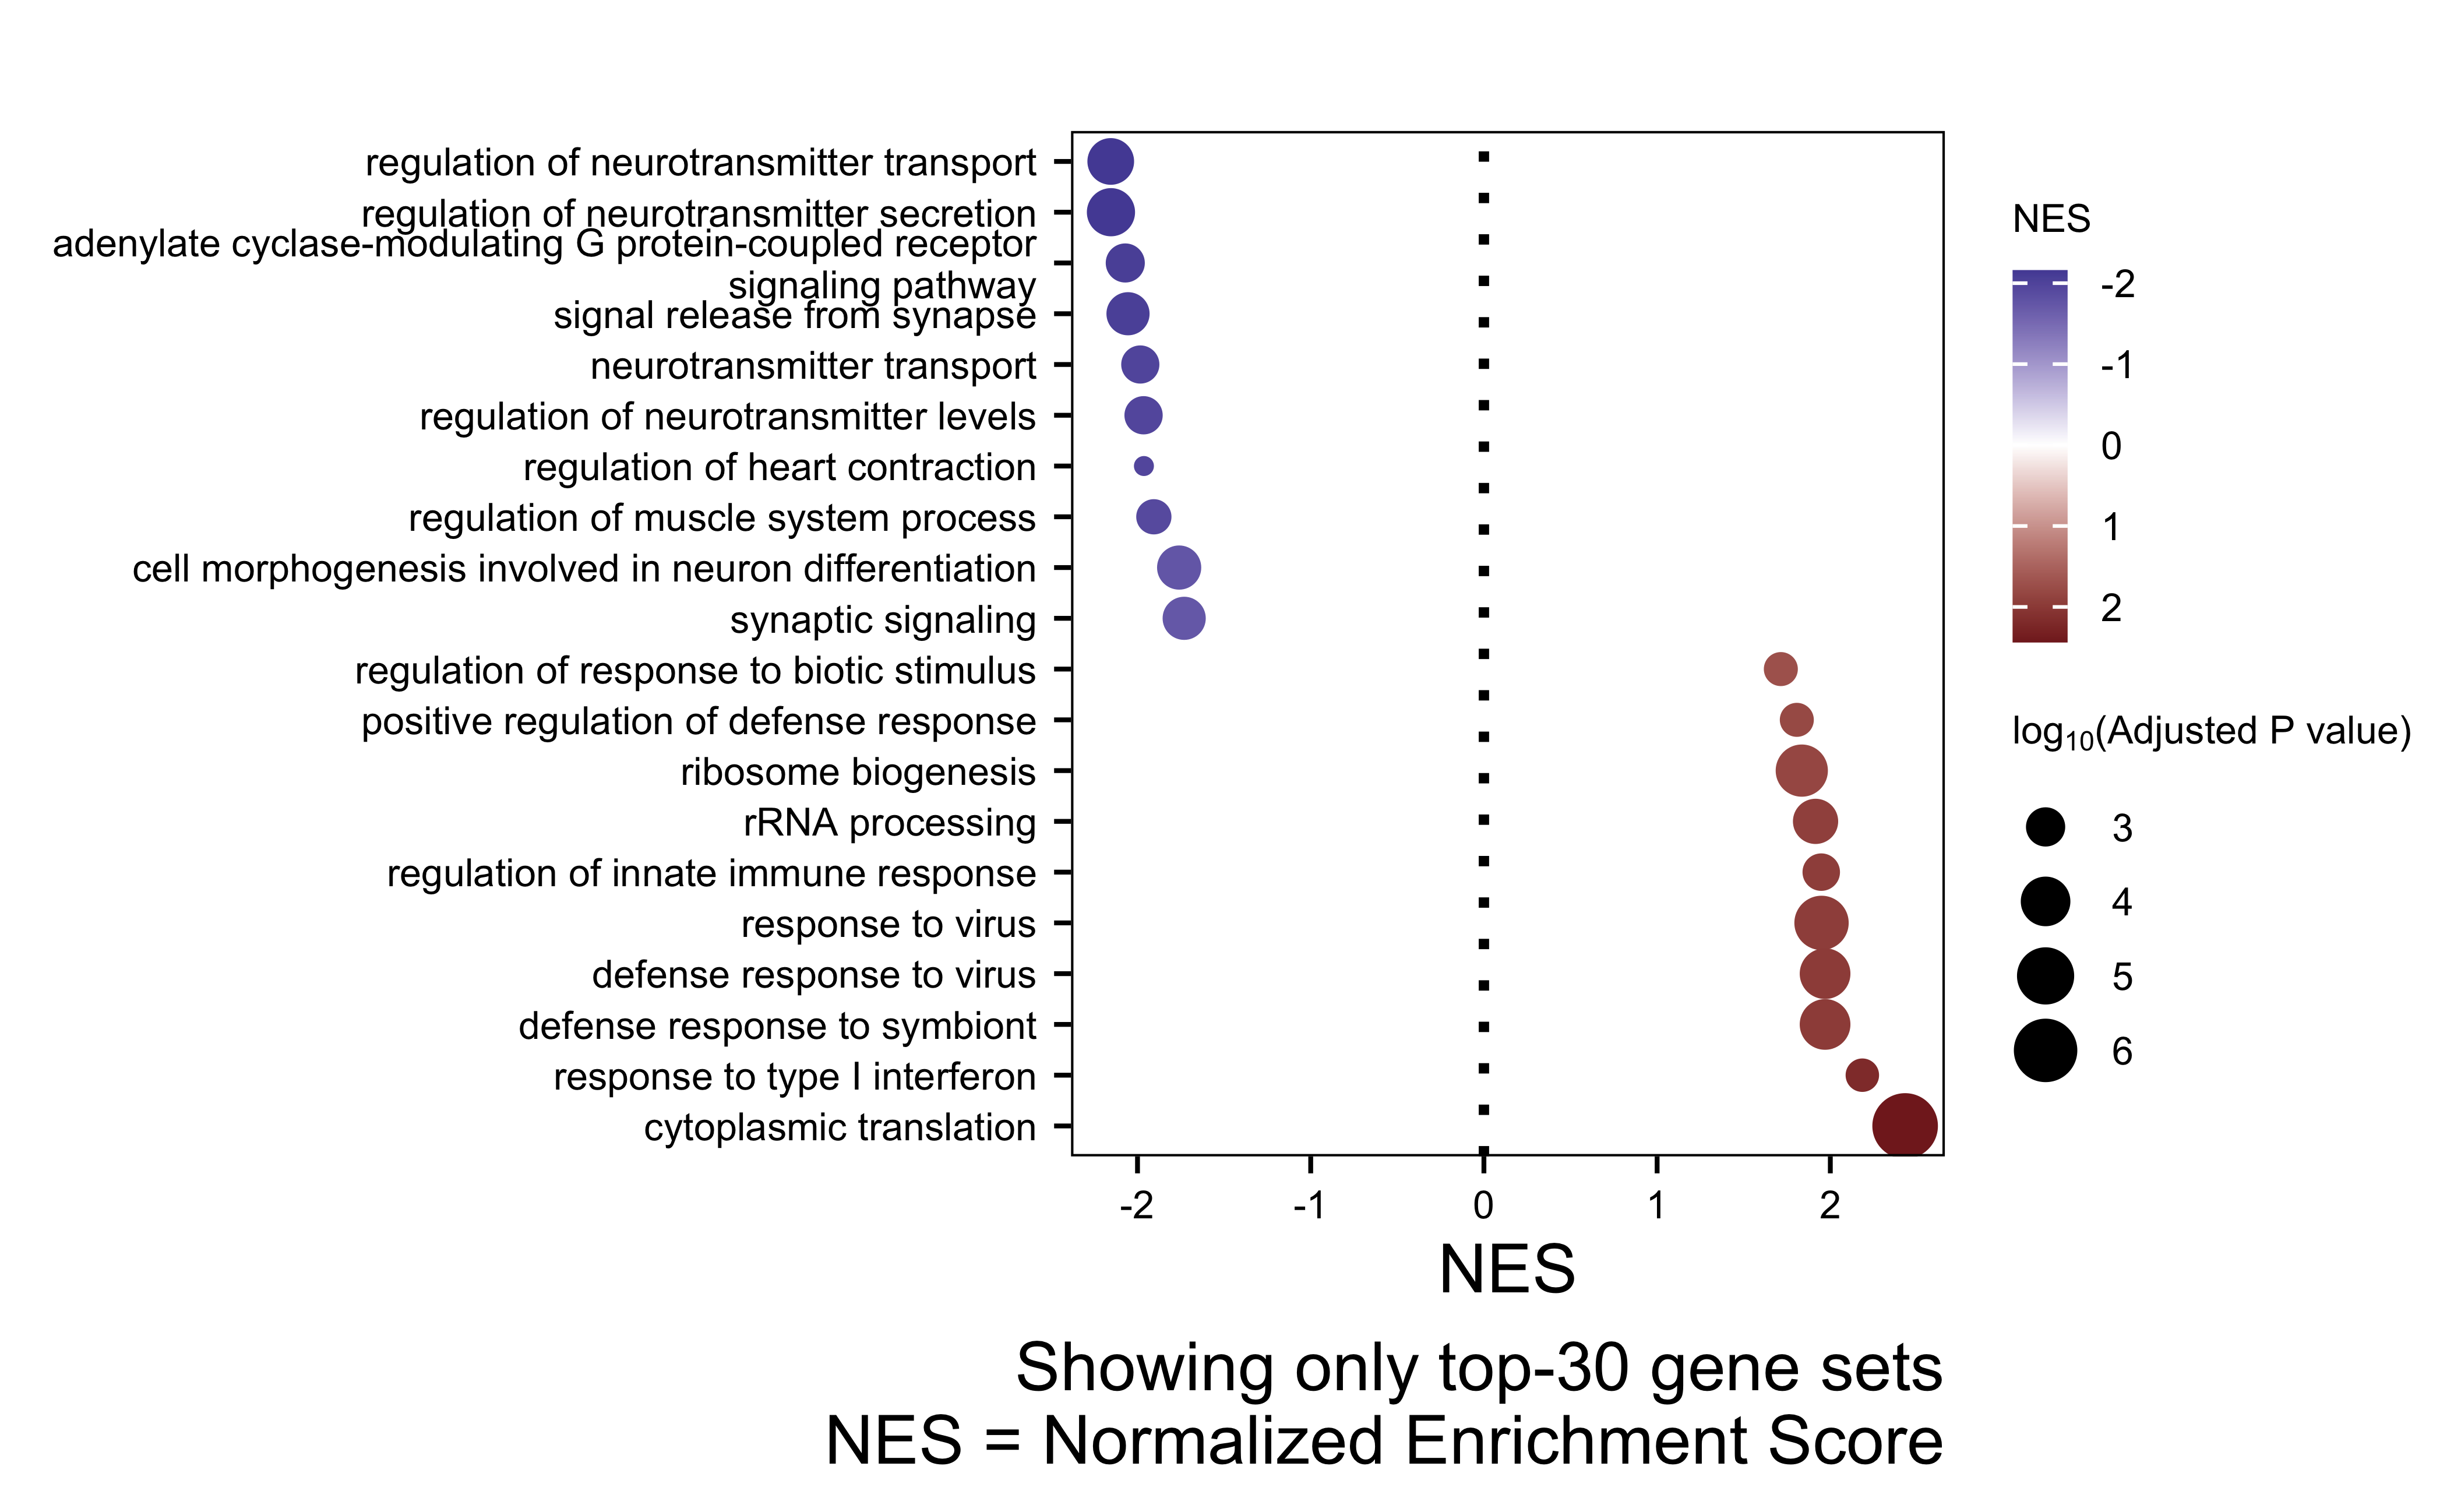 regulation of neurotransmitter transport
regulation of neurotransmitter secretion
adenylate cyclase-modulating G protein-coupled receptor
signaling pathway
signal release from synapse
neurotransmitter transport
regulation of neurotransmitter levels
regulation of heart contraction
regulation of muscle system process
cell morphogenesis involved in neuron differentiation
synaptic signaling
regulation of response to biotic stimulus
positive regulation of defense response
ribosome biogenesis
rRNA processing
regulation of innate immune response
response to virus
defense response to virus
defense response to symbiont
response to type I interferon
cytoplasmic translation
-2 -1 0 1 2
NES
Showing only top-30 gene sets
NES = Normalized Enrichment Score
NES
-2
-1
0
1
2
log₁₀(Adjusted P value)
3
4
5
6